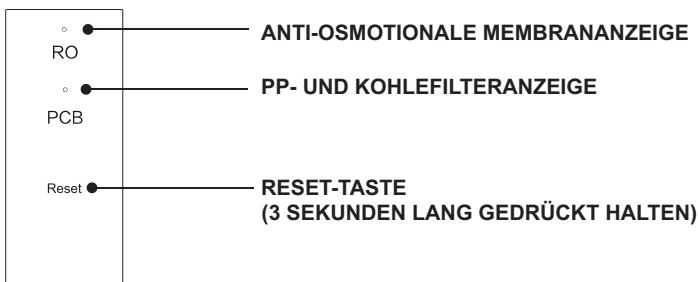 RO
ANTI-OSMOTIONALE MEMBRANANZEIGE
PCB
PP- UND KOHLEFILTERANZEIGE
Reset
RESET-TASTE
(3 SEKUNDEN LANG GEDRÜCKT HALTEN)